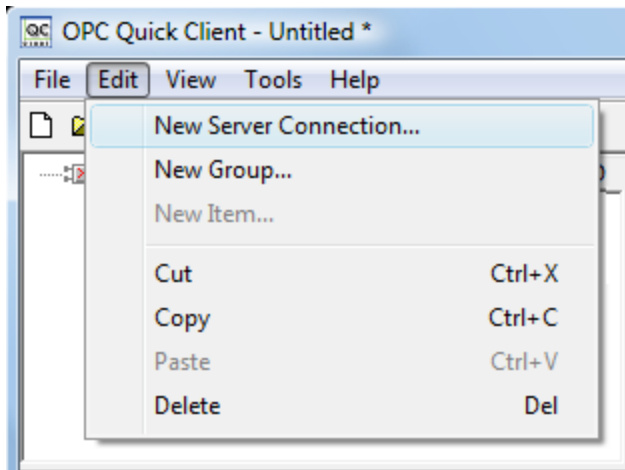 QC OPC Quick Client - Untitled *
File Edit View Tools Help
New Server Connection...
New Group...
New Item...
Cut Ctrl+X
Copy Ctrl+C
Paste Ctrl+V
Delete Del